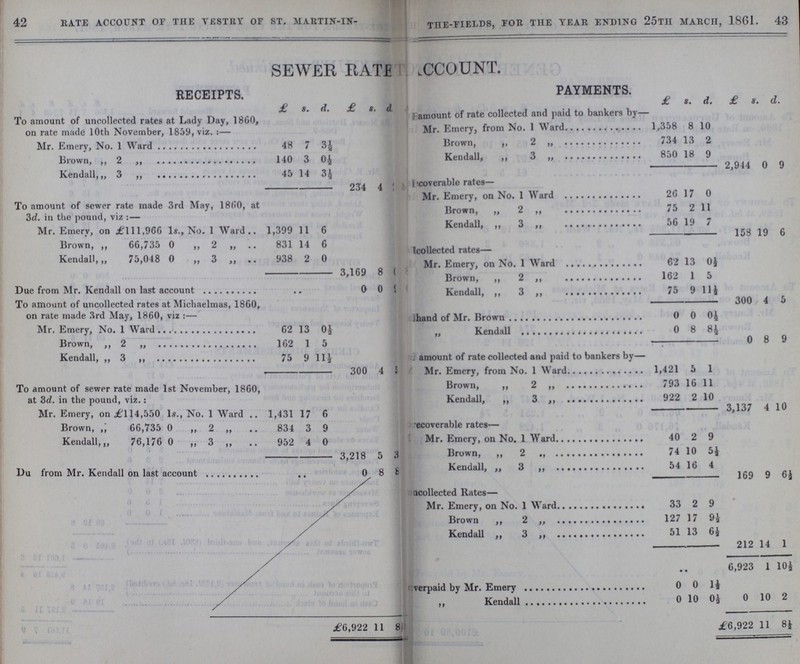 42 RATE ACCOUNT OF THE VESTRY OF ST. MARTIN-IN-
SEWER RATE
RECEIPTS.
£ s. d. £ s. d
To amount of uncollected rates at Lady Day, 1860,
on rate made 10th November, 1859, viz. :—
Mr. Emery, No. 1 Ward .................... 48 7 3½
Brown, ,, 2 ,, .................... 140 3 0½
Kendall,,, 3 ,, .................... 45 14 3½
234 4
To amount of sewer rate made 3rd May, 1860, at
3d. in the pound, viz :—
Mr. Emery, on £111,966 1s., No. 1 Ward .. 1,399 11 6
Brown, ,, 66,735 0 ,, 2 ,, .. 831 14 6
Kendall, ,, 75,048 0 ,, 3 ,, .. 938 2 0
3,169 8
Due from Mr. Kendall on last account .......... .. 0 0
To amount of uncollected rates at Michaelmas, 1860,
on rate made 3rd May, 1860, viz :—
Mr. Emery, No. 1 Ward .................... 62 13 0½
Brown, ,, 2 ,, .................... 162 1 5
Kendall, ,, 3 ,, .................... 75 9 11½
300 4
To amount of sewer rate made 1st November, 1860,
at 3d. in the pound, viz. :
Mr. Emery, on £114,550 1s., No. 1 Ward .. 1,431 17 6
Brown, ,, 66,735 0 ,, 2 ,, .. 834 3 9
Kendall,,, 76,176 0 ,, 3 ,, .. 952 4 0
3,218 5 3
Du from Mr. Kendall on last account .......... .. 0 8 8
£6,922 11 8
THE-FIELDS, FOR THE YEAR ENDING 25TH MARCH, 1861. 43
CCOUNT.
PAYMENTS.
£ s. d. £ s. d.
amount of rate collected and paid to bankers by—
Mr. Emery, from No. 1 Ward.............. 1,358 8 10
Brown, ,, 2 ,, .............. 734 13 2
Kendall, ,, 3 ,, .............. 850 18 9
2,944 0 9
coverable rates—
Mr. Emery, on No. 1 Ward .............. 26 17 0
Brown, ,, 2 ,, .............. 75 2 11
Kendall, ,, 3 ,, .............. 56 19 7
158 19 6
collected rates—
Mr. Emery, on No. 1 Ward .............. 62 13 0½
Brown, ,, 2 ,, .............. 162 1 5
Kendall, ,, 3 ,, .............. 75 9 11½
300 4 5
hand of Mr. Brown .................... 0 0 0½
,, Kendall .................... 0 8 8½
0 8 9
amount of rate collected and paid to bankers by—
Mr. Emery, from No. 1 Ward.............. 1,421 5 1
Brown, ,, 2 ,, .............. 793 16 11
Kendall, ,, 3 ,, .............. 922 2 10
3,137 4 10
ecoverable rates—
Mr. Emery, on No. 1 Ward.............. 40 2 9
Brown, ,, 2 ,, .............. 74 10 5½
Kendall, ,, 3 ,, .............. 54 16 4
169 9 6½
collected Rates—
Mr. Emery, on No. 1 Ward.............. 33 2 9
Brown ,, 2 ,, .............. 127 17 9½
Kendall ,, 3 ,, .............. 51 13 6½
212 14 1
.. 6,923 1 10½
verpaid by Mr. Emery .................... 0 0 1½
,, Kendall .................... 0 10 0½ 0 10 2
£6,922 11 8½